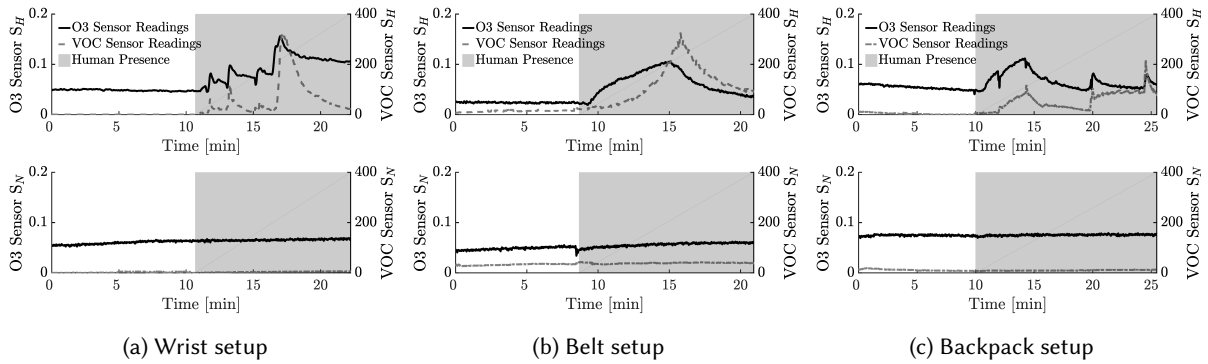 0.2
0.1
0
O3 Sensor S_H
O3 Sensor Readings
VOC Sensor Readings
Human Presence
400
200
0
VOC Sensor S_H
0 5 10 15 20
Time [min]
0.2
0.1
0
O3 Sensor S_N
400
200
0
VOC Sensor S_N
0 5 10 15 20
Time [min]
(a) Wrist setup
0.2
0.1
0
O3 Sensor S_H
O3 Sensor Readings
VOC Sensor Readings
Human Presence
400
200
0
VOC Sensor S_H
0 5 10 15 20
Time [min]
0.2
0.1
0
O3 Sensor S_N
400
200
0
VOC Sensor S_N
0 5 10 15 20
Time [min]
(b) Belt setup
0.2
0.1
0
O3 Sensor S_H
O3 Sensor Readings
VOC Sensor Readings
Human Presence
400
200
0
VOC Sensor S_H
0 5 10 15 20 25
Time [min]
0.2
0.1
0
O3 Sensor S_N
400
200
0
VOC Sensor S_N
0 5 10 15 20 25
Time [min]
(c) Backpack setup